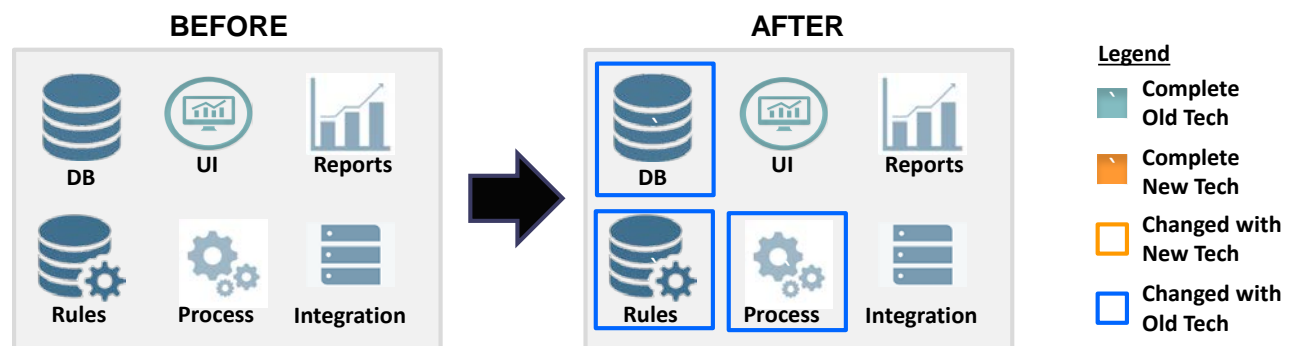 BEFORE
AFTER
DB
UI
Reports
Rules
Process
Integration
DB
UI
Reports
Rules
Process
Integration
Legend
Complete
Old Tech
Complete
New Tech
Changed with
New Tech
Changed with
Old Tech